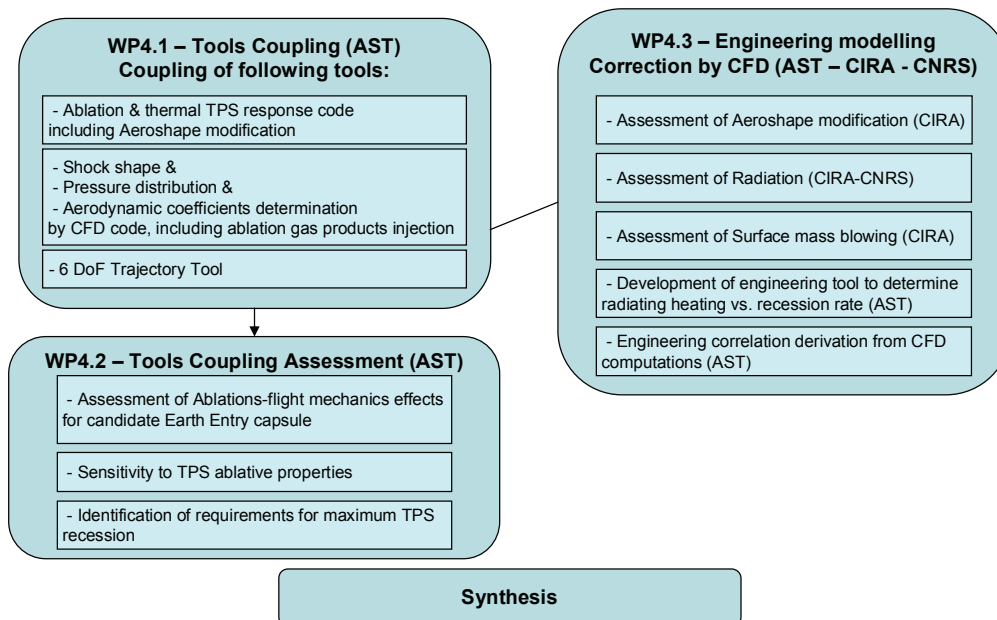 WP4.1 – Tools Coupling (AST)
Coupling of following tools:
- Ablation & thermal TPS response code
including Aeroshape modification
- Shock shape &
- Pressure distribution &
- Aerodynamic coefficients determination
by CFD code, including ablation gas products injection
- 6 DoF Trajectory Tool
WP4.3 – Engineering modelling
Correction by CFD (AST – CIRA - CNRS)
- Assessment of Aeroshape modification (CIRA)
- Assessment of Radiation (CIRA-CNRS)
- Assessment of Surface mass blowing (CIRA)
- Development of engineering tool to determine
radiating heating vs. recession rate (AST)
- Engineering correlation derivation from CFD
computations (AST)
WP4.2 – Tools Coupling Assessment (AST)
- Assessment of Ablations-flight mechanics effects
for candidate Earth Entry capsule
- Sensitivity to TPS ablative properties
- Identification of requirements for maximum TPS
recession
Synthesis